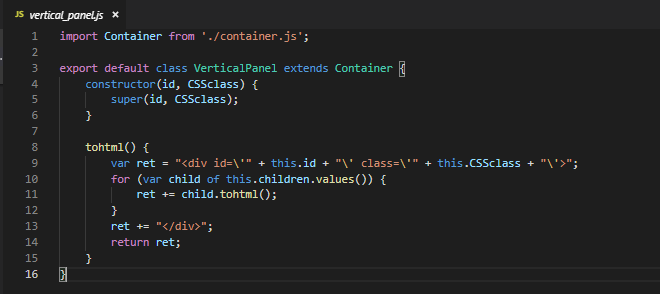 JS vertical_panel.js ×
1 import Container from './container.js';
2
3 export default class VerticalPanel extends Container {
4     constructor(id, CSSclass) {
5         super(id, CSSclass);
6     }
7
8     tohtml() {
9         var ret = "<div id=\'" + this.id + "\' class=\'" + this.CSSclass + "\'>";
10         for (var child of this.children.values()) {
11             ret += child.tohtml();
12         }
13         ret += "</div>";
14         return ret;
15     }
16 }